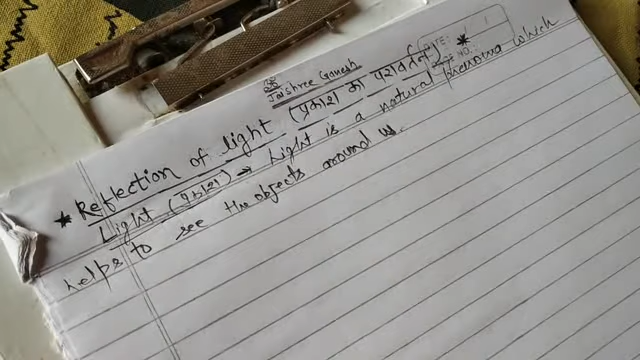 ॐ
Jaishree Ganesh
* Reflection of light (प्रकाश का परावर्तन) *
Light (प्रकाश) → Light is a natural phenomena which
helps to see the objects around us.